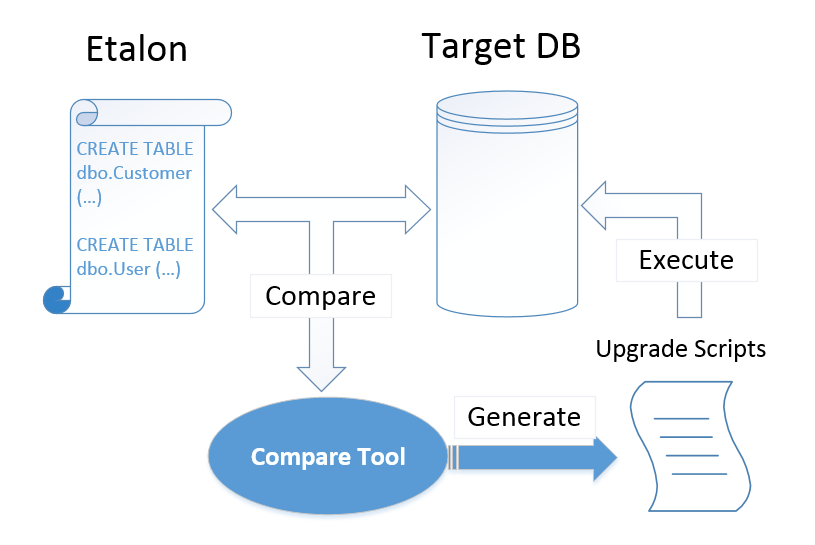 Etalon
Target DB
CREATE TABLE
dbo.Customer
(...)
CREATE TABLE
dbo.User (...)
Compare
Execute
Upgrade Scripts
Generate
Compare Tool